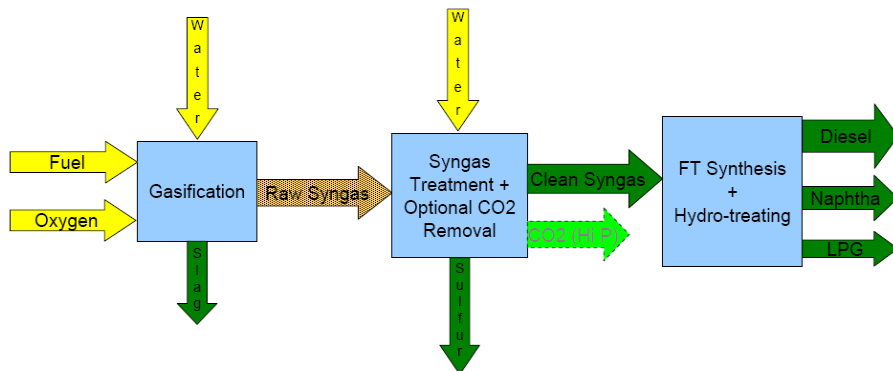 Water
Water
Fuel
Oxygen
Gasification
Raw Syngas
Slag
Syngas
Treatment +
Optional CO2
Removal
Clean Syngas
CO2 (Hi P)
Sulfur
FT Synthesis
+
Hydro-treating
Diesel
Naphtha
LPG